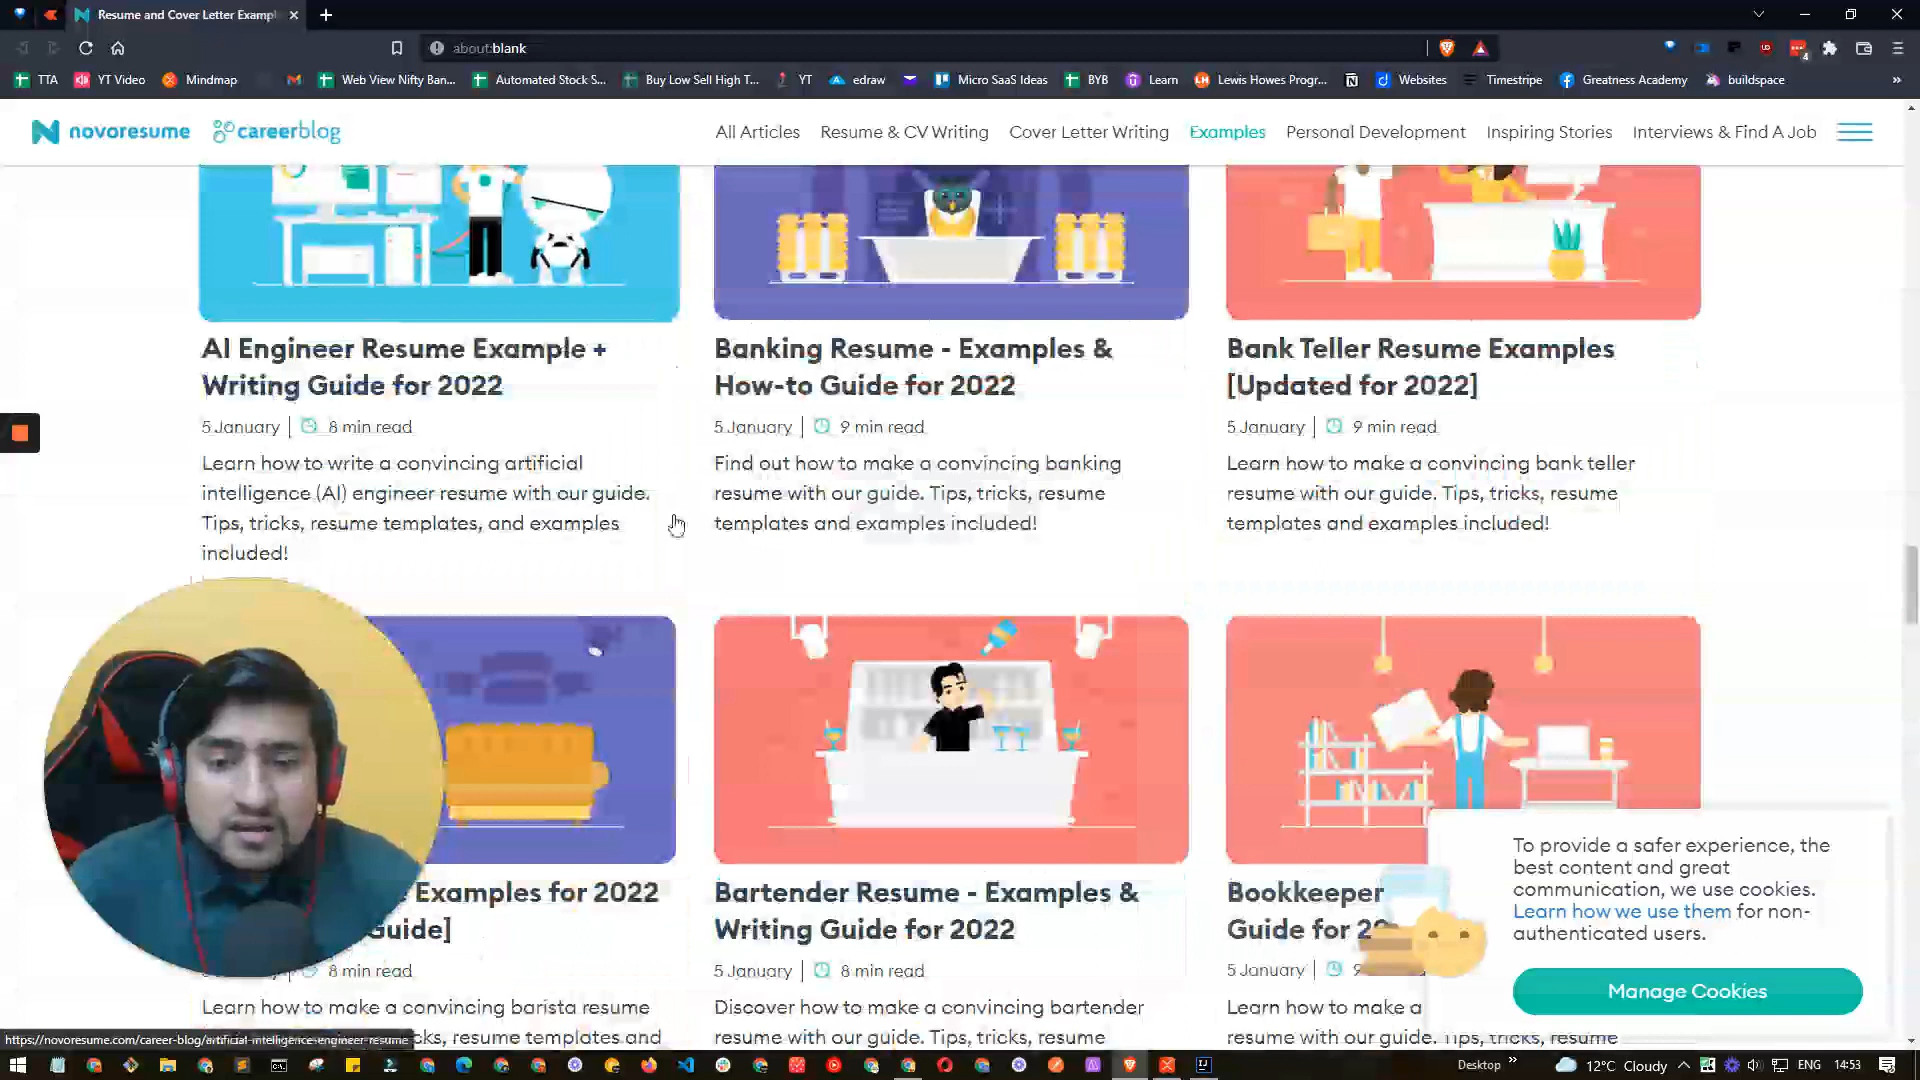 Resume and Cover Letter Exampl
about:blank
4
TTA
YT Video
Mindmap
Web View Nifty Ban...
Automated Stock S...
Buy Low Sell High T...
YT
edraw
Micro SaaS Ideas
BYB
Learn
Lewis Howes Progr...
Websites
Timestripe
Greatness Academy
buildspace
novoresume
careerblog
All Articles
Resume & CV Writing
Cover Letter Writing
Examples
Personal Development
Inspiring Stories
Interviews & Find A Job
AI Engineer Resume Example +
Writing Guide for 2022
5 January
8 min read
Learn how to write a convincing artificial
intelligence (AI) engineer resume with our guide.
Tips, tricks, resume templates, and examples
included!
Banking Resume - Examples &
How-to Guide for 2022
5 January
9 min read
Find out how to make a convincing banking
resume with our guide. Tips, tricks, resume
templates and examples included!
Bank Teller Resume Examples
[Updated for 2022]
5 January
9 min read
Learn how to make a convincing bank teller
resume with our guide. Tips, tricks, resume
templates and examples included!
Examples for 2022
Guide]
8 min read
Learn how to make a convincing barista resume
cks, resume templates and
Bartender Resume - Examples &
Writing Guide for 2022
5 January
8 min read
Discover how to make a convincing bartender
resume with our guide. Tips, tricks, resume
Bookkeeper
Guide for 20
5 January
9
Learn how to make a
resume with our guide. Tips, tricks, resume
To provide a safer experience, the
best content and great
communication, we use cookies.
Learn how we use them for non-
authenticated users.
Manage Cookies
https://novoresume.com/career-blog/artificial-intelligence-engineer-resume
Desktop
12°C Cloudy
ENG
14:53